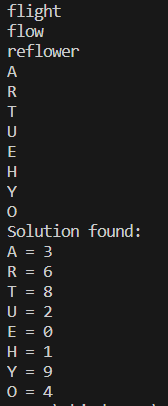 flight
flow
reflower
A
R
T
U
E
H
Y
O
Solution found:
A = 3
R = 6
T = 8
U = 2
E = 0
H = 1
Y = 9
O = 4